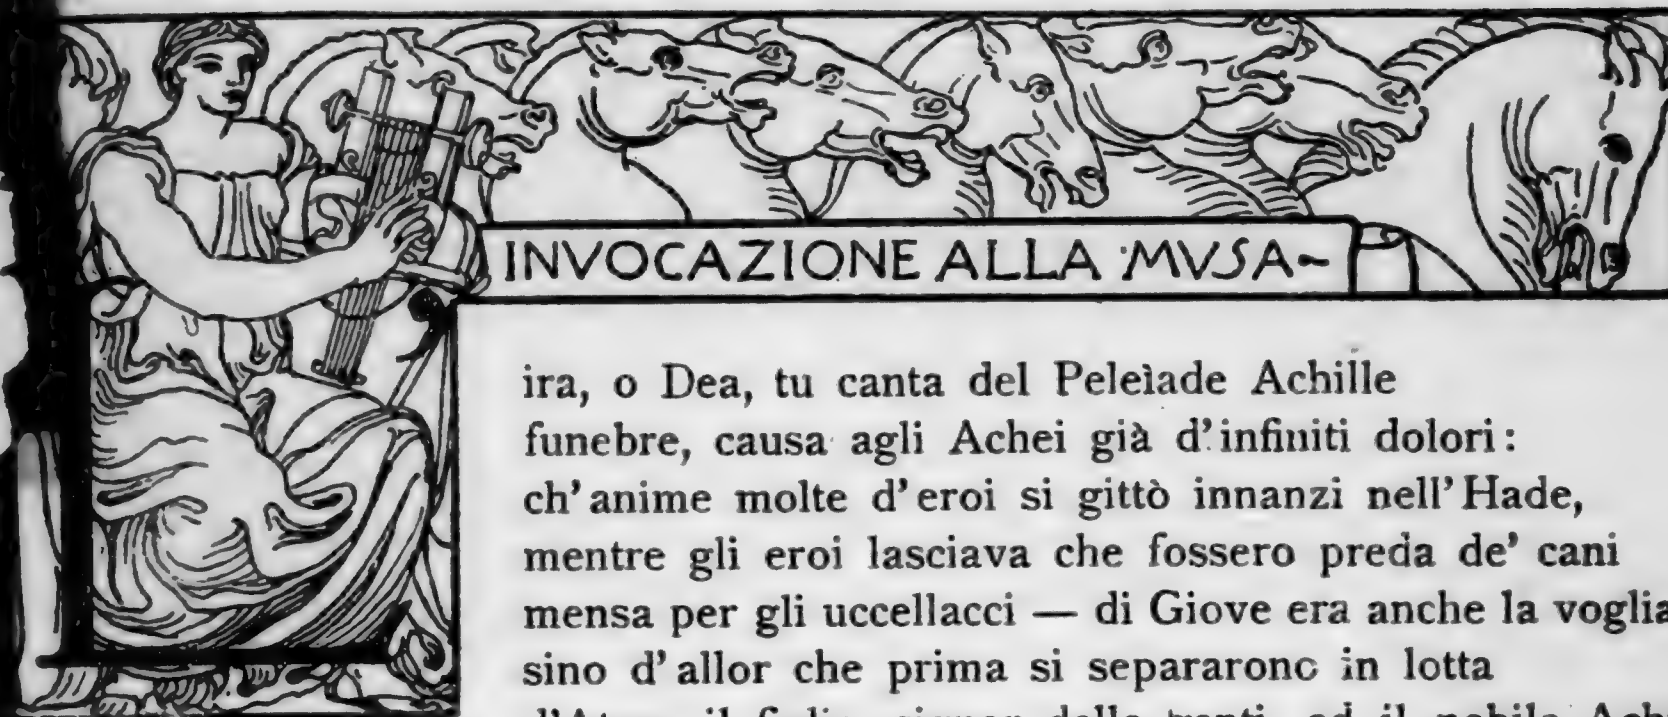 INVOCAZIONE ALLA MVSA
L
ira, o Dea, tu canta del Peleìade Achille
funebre, causa agli Achei già d'infiniti dolori:
ch'anime molte d'eroi si gittò innanzi nell'Hade,
mentre gli eroi lasciava che fossero preda de' cani
mensa per gli uccellacci — di Giove era anche la voglia
sino d'allor che prima si separarono in lotta